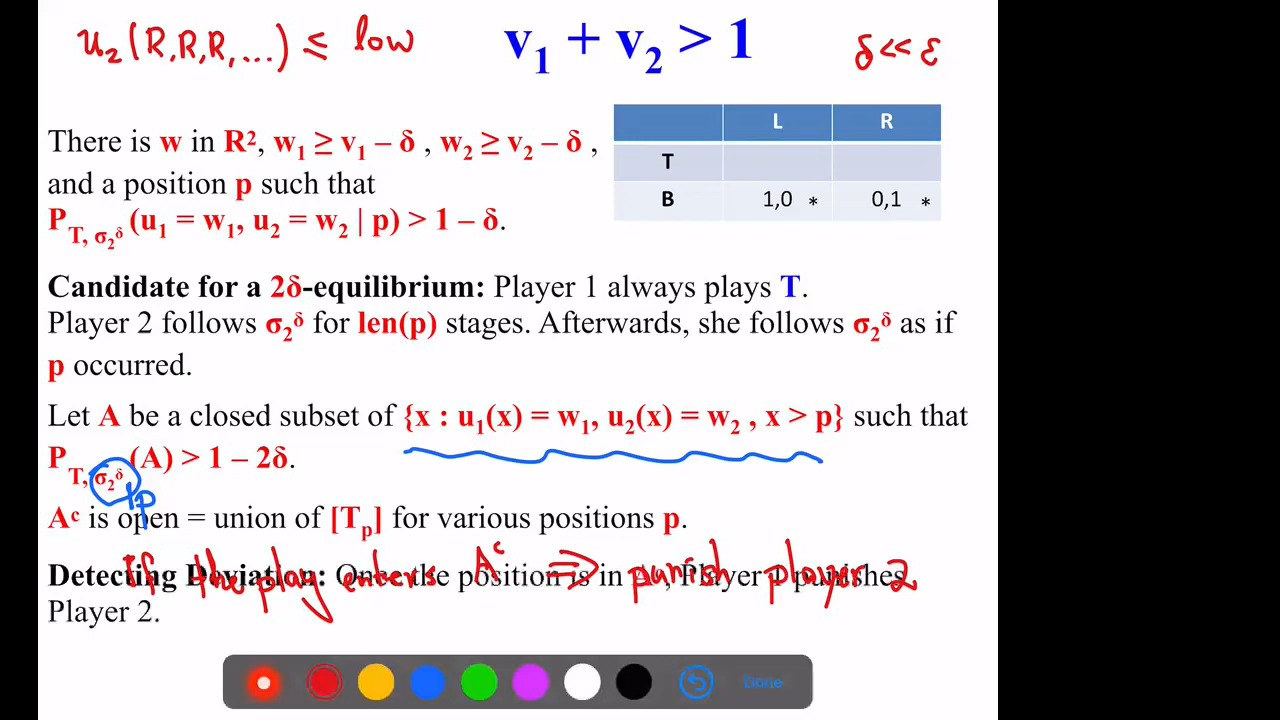 u₂(R,R,R,...) ≤ low
v₁ + v₂ > 1
δ << ε
There is w in R², w₁ ≥ v₁ – δ , w₂ ≥ v₂ – δ ,
and a position p such that
P_{T, σ₂^δ} (u₁ = w₁, u₂ = w₂ | p) > 1 – δ.
L R
T
B 1,0 * 0,1 *
Candidate for a 2δ-equilibrium: Player 1 always plays T.
Player 2 follows σ₂^δ for len(p) stages. Afterwards, she follows σ₂^δ as if
p occurred.
Let A be a closed subset of {x : u₁(x) = w₁, u₂(x) = w₂ , x > p} such that
P_{T, σ₂^δ} (A) > 1 – 2δ.
|p
Aᶜ is open = union of [T_p] for various positions p.
If the play enters Aᶜ ⇒ punish player 2
Detecting Deviation: Once the position is in Aᶜ, Player 1 punishes
Player 2.
Done